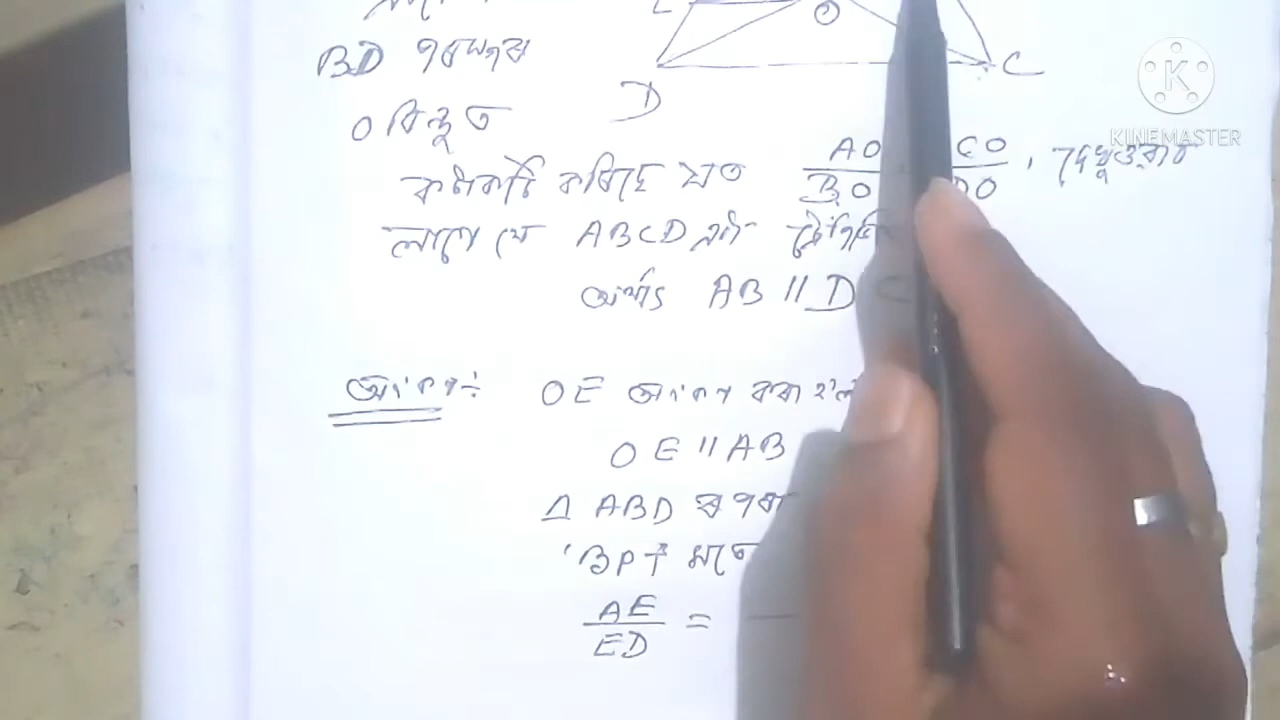 E
O
BD পৰস্পৰ
C
D
O বিন্দুত
KINEMASTER
কটাকটি কৰিছে যাত AO CO
BO DO , দেখুওৱাব
লাগে যে ABCD এটা ট্ৰেপিজি
অৰ্থাৎ AB || DC
অংকন: OE অংকন কৰা হ'ল
OE || AB
Δ ABD ৰ পৰা
BPT মতে
AE
ED =